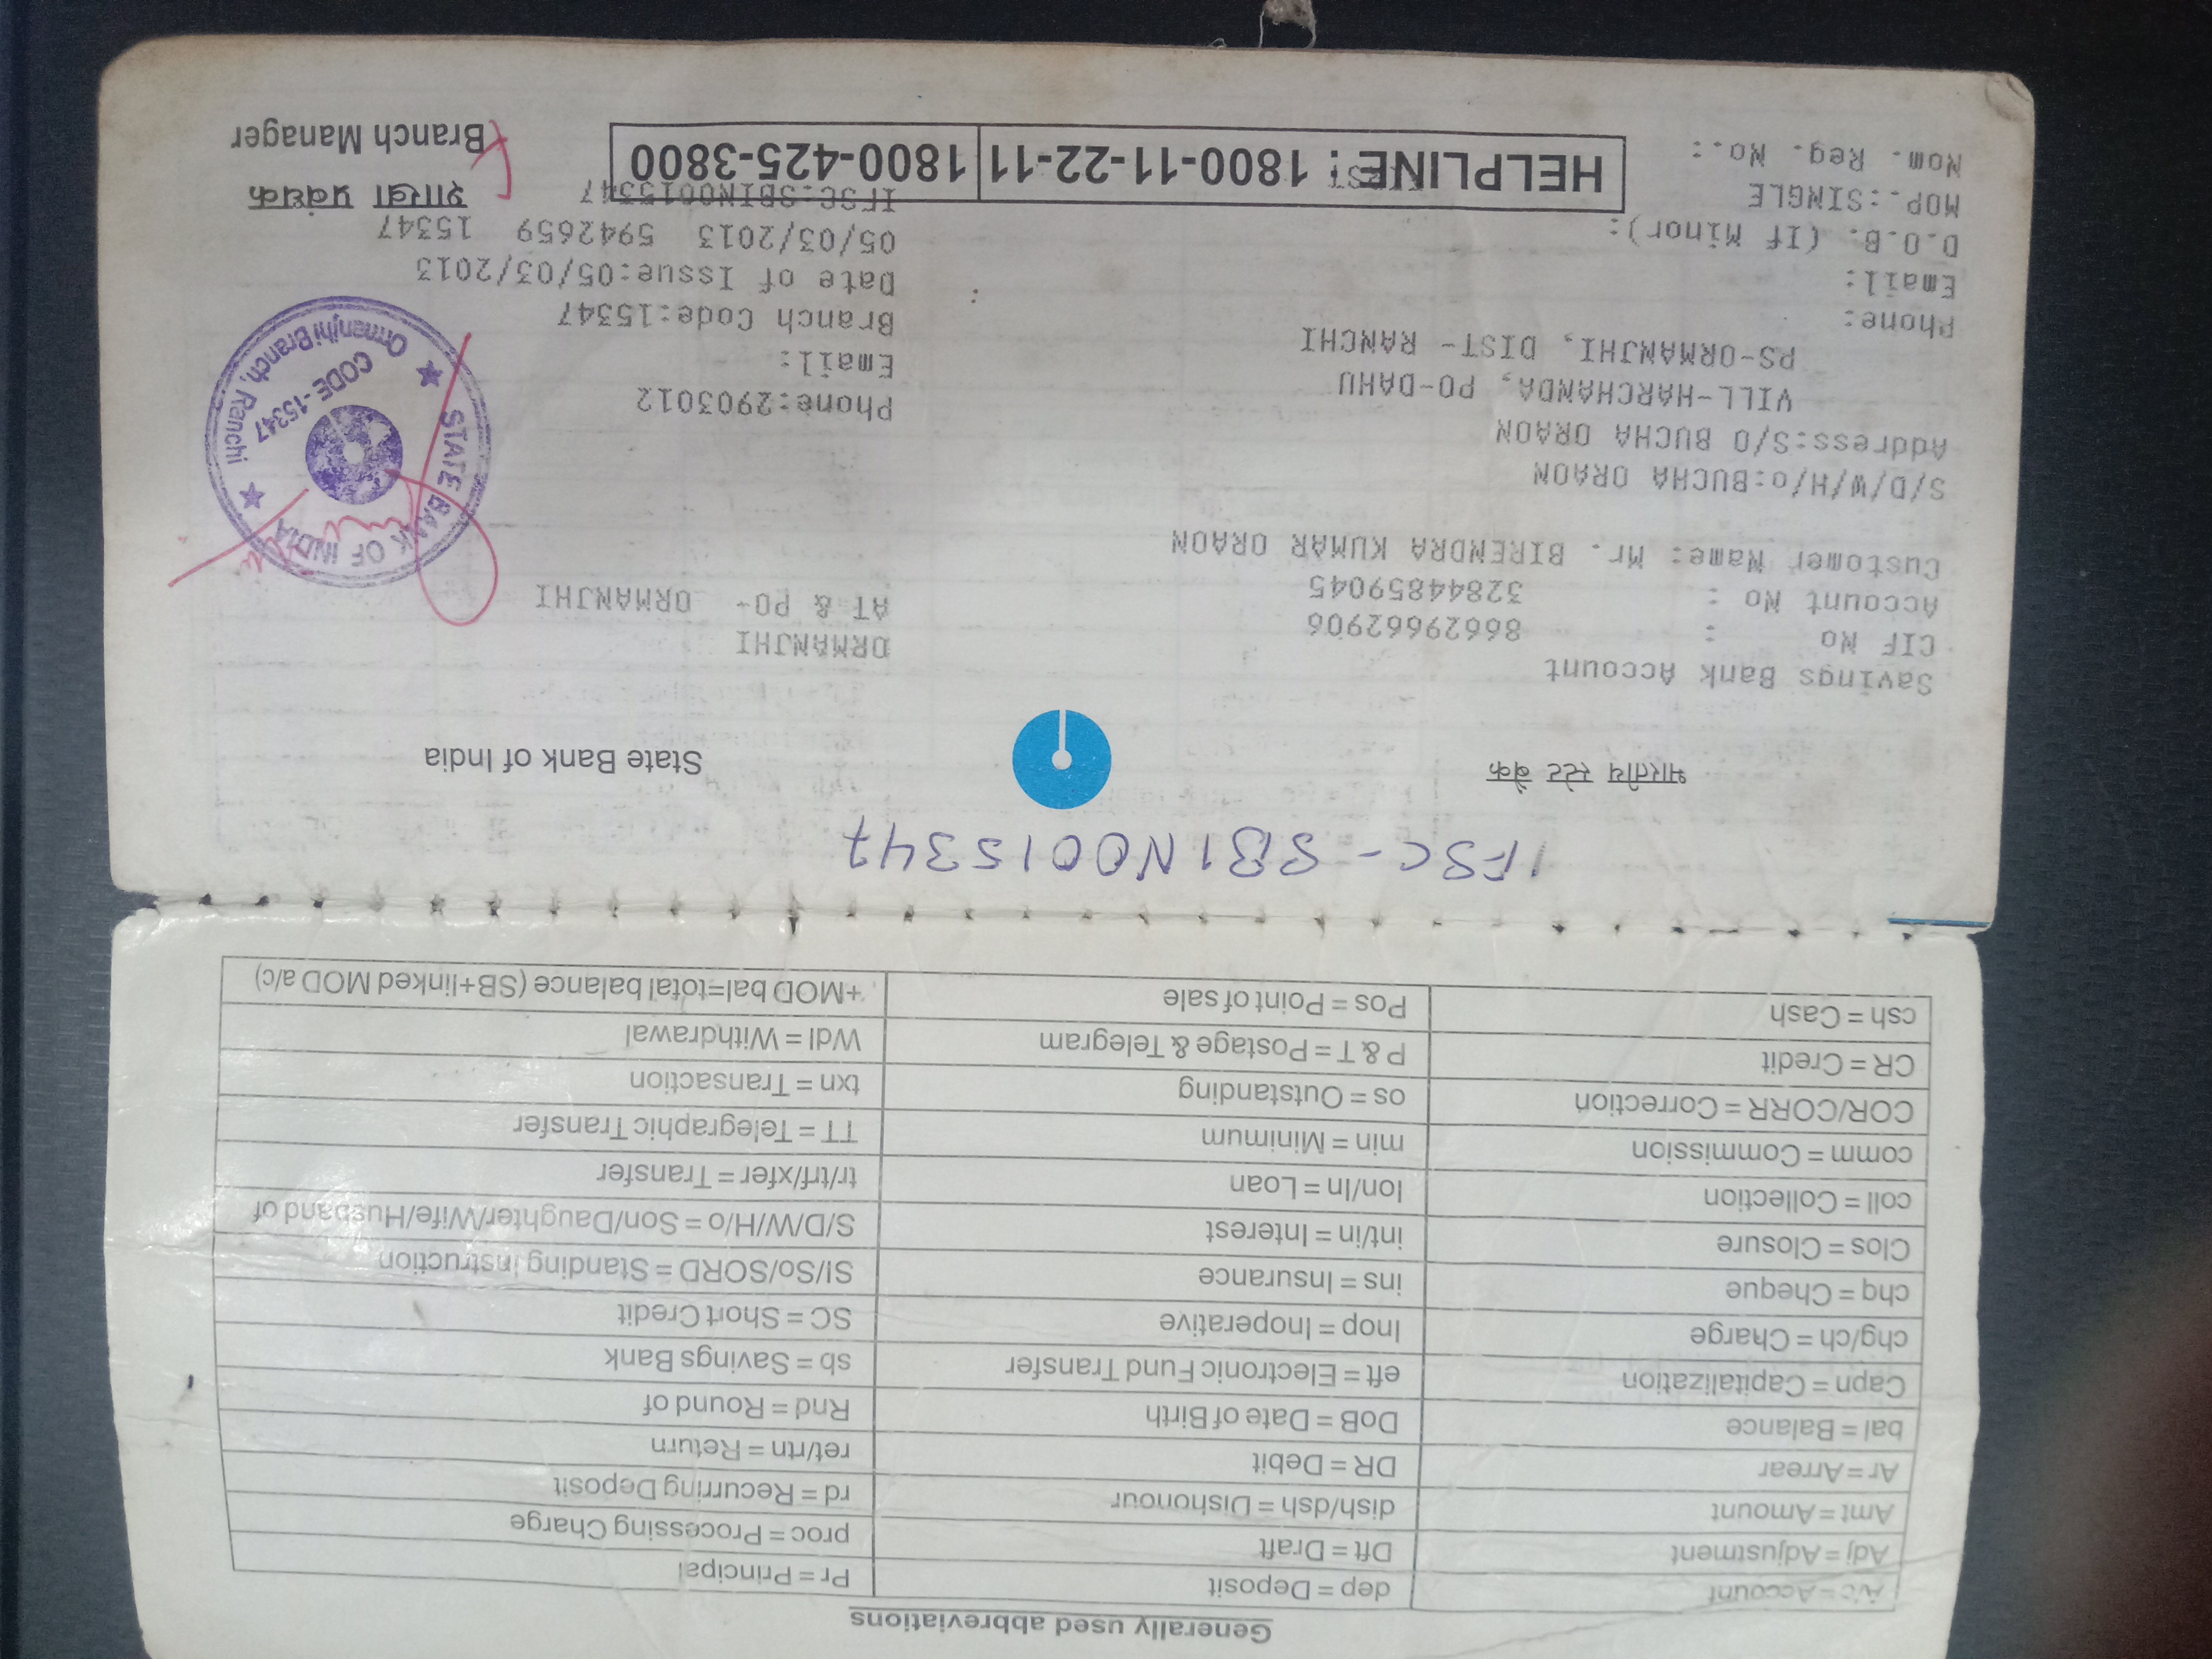 Generally used abbreviations
A/c = Account	dep = Deposit	Pr = Principal
Adj = Adjustment	Dft = Draft	proc = Processing Charge
Amt = Amount	dish/dsh = Dishonour	rd = Recurring Deposit
Ar = Arrear	DR = Debit	ret/rtn = Return
bal = Balance	DoB = Date of Birth	Rnd = Round of
Capn = Capitalization	eft = Electronic Fund Transfer	sb = Savings Bank
chg/ch = Charge	Inop = Inoperative	SC = Short Credit
chq = Cheque	ins = Insurance	SI/So/SORD = Standing Instruction
Clos = Closure	int/in = Interest	S/D/W/H/o = Son/Daughter/Wife/Husband of
coll = Collection	lon/ln = Loan	tr/trf/xfer = Transfer
comm = Commission	min = Minimum	TT = Telegraphic Transfer
COR/CORR = Correction	os = Outstanding	txn = Transaction
CR = Credit	P & T = Postage & Telegram	Wdl = Withdrawal
csh = Cash	Pos = Point of sale	+MOD bal=total balance (SB+linked MOD a/c)
IFSC - SBIN0015347
भारतीय स्टेट बैंक
State Bank of India
Savings Bank Account
CIF No : 86629662906
Account No : 32844859045
Customer Name: Mr. BIRENDRA KUMAR ORAON
S/D/W/H/o:BUCHA ORAON
Address:S/O BUCHA ORAON
VILL-HARCHANDA, PO-DAHU
PS-ORMANJHI, DIST- RANCHI
Phone:
Email:
D.O.B. (If Minor):
MOP.:SINGLE
Nom. Reg. No.:
ORMANJHI
AT & PO- ORMANJHI
Phone:2903012
Email:
Branch Code:15347
Date of Issue:05/03/2013
05/03/2013 5942659 15347
IFSC:SBIN0015347
HELPLINE: 1800-11-22-11 1800-425-3800
STATE BANK OF INDIA
CODE - 15347
Ormanjhi Branch, Ranchi
शाखा प्रबंधक
Branch Manager